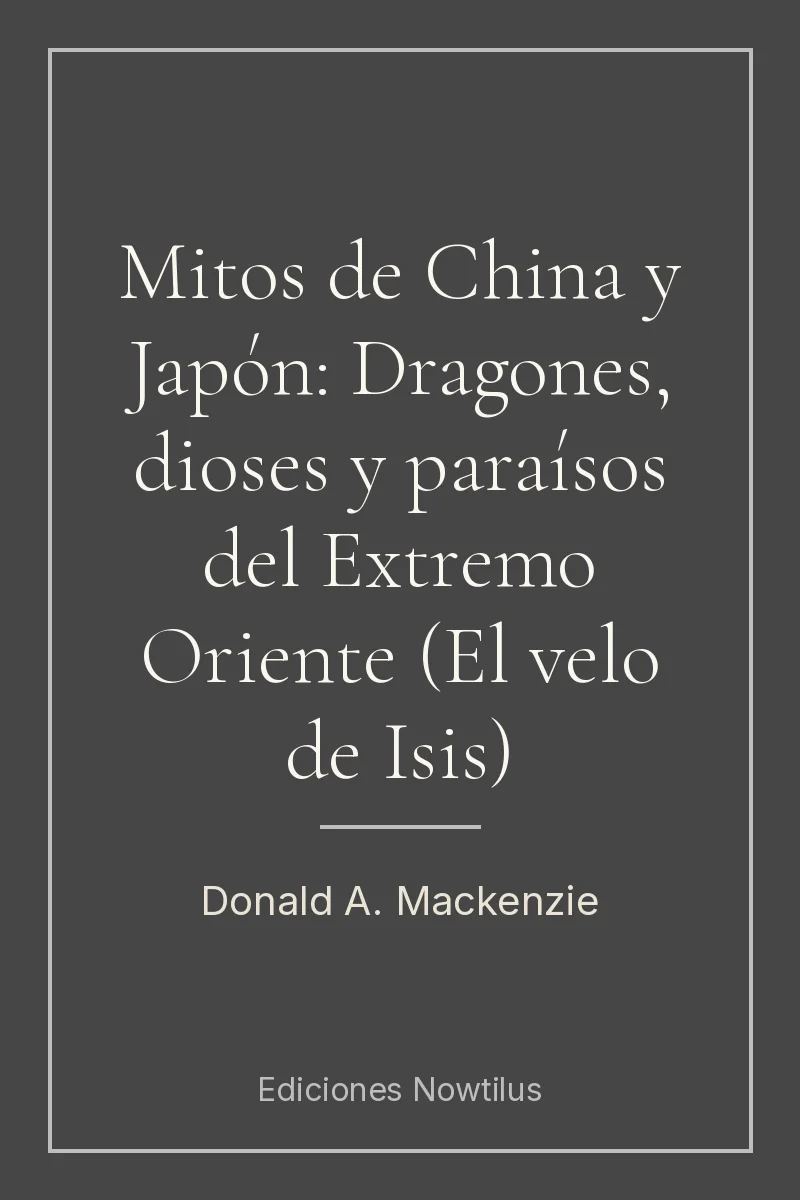 Mitos de China y
Japón: Dragones,
dioses y paraísos
del Extremo
Oriente (El velo
de Isis)
Donald A. Mackenzie
Ediciones Nowtilus